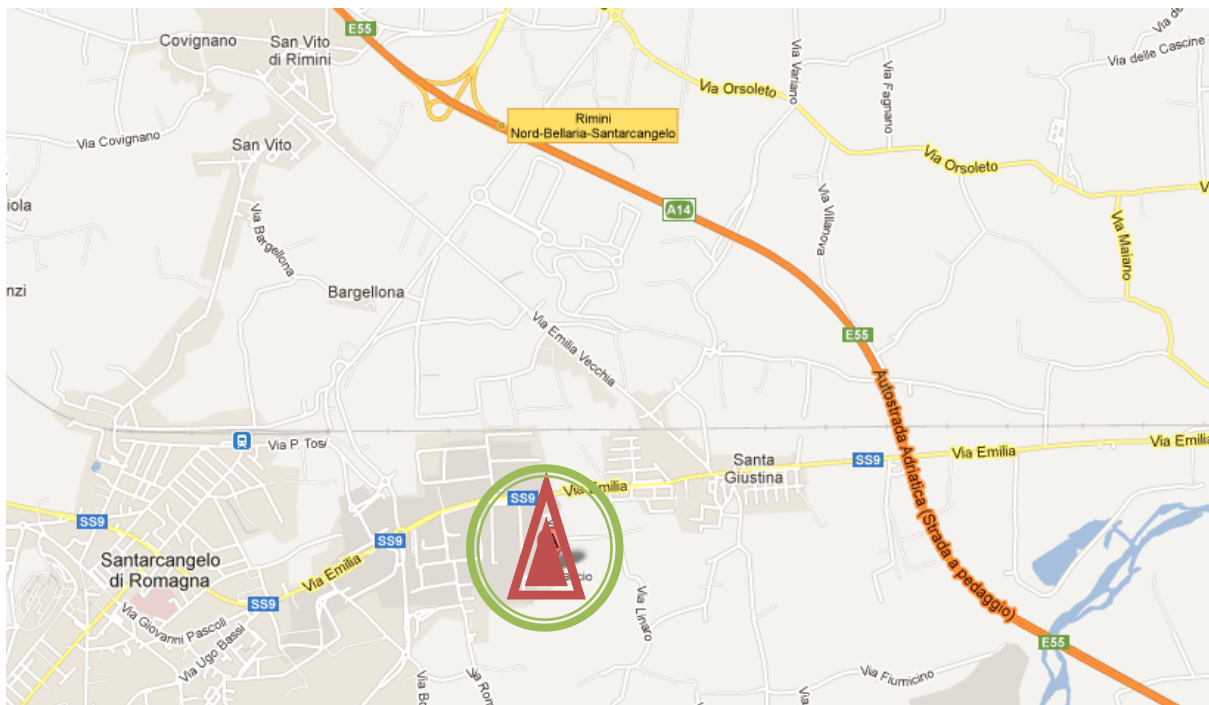 E55
Covignano
San Vito
di Rimini
Via Covignano
San Vito
Rimini
Nord-Bellaria-Santarcangelo
Via Orsoleto
Via Variano
Via Fagnano
Via delle Cascine
Via Orsoleto
iola
Via Bargellona
A14
Via Villanova
Via Maiano
nzi
Bargellona
Via Emilia Vecchia
E55
Autostrada Adriatica (Strada a pedaggio)
Via P. Tosi
Santa
Giustina
SS9
Via Emilia
Via Emilia
SS9
Via Emilia
SS9
SS9
Santarcangelo
di Romagna
Via Emilia
SS9
Via Giovanni Pascoli
Via Ugo Bassi
Via Linaro
E55
Via Fiumicino